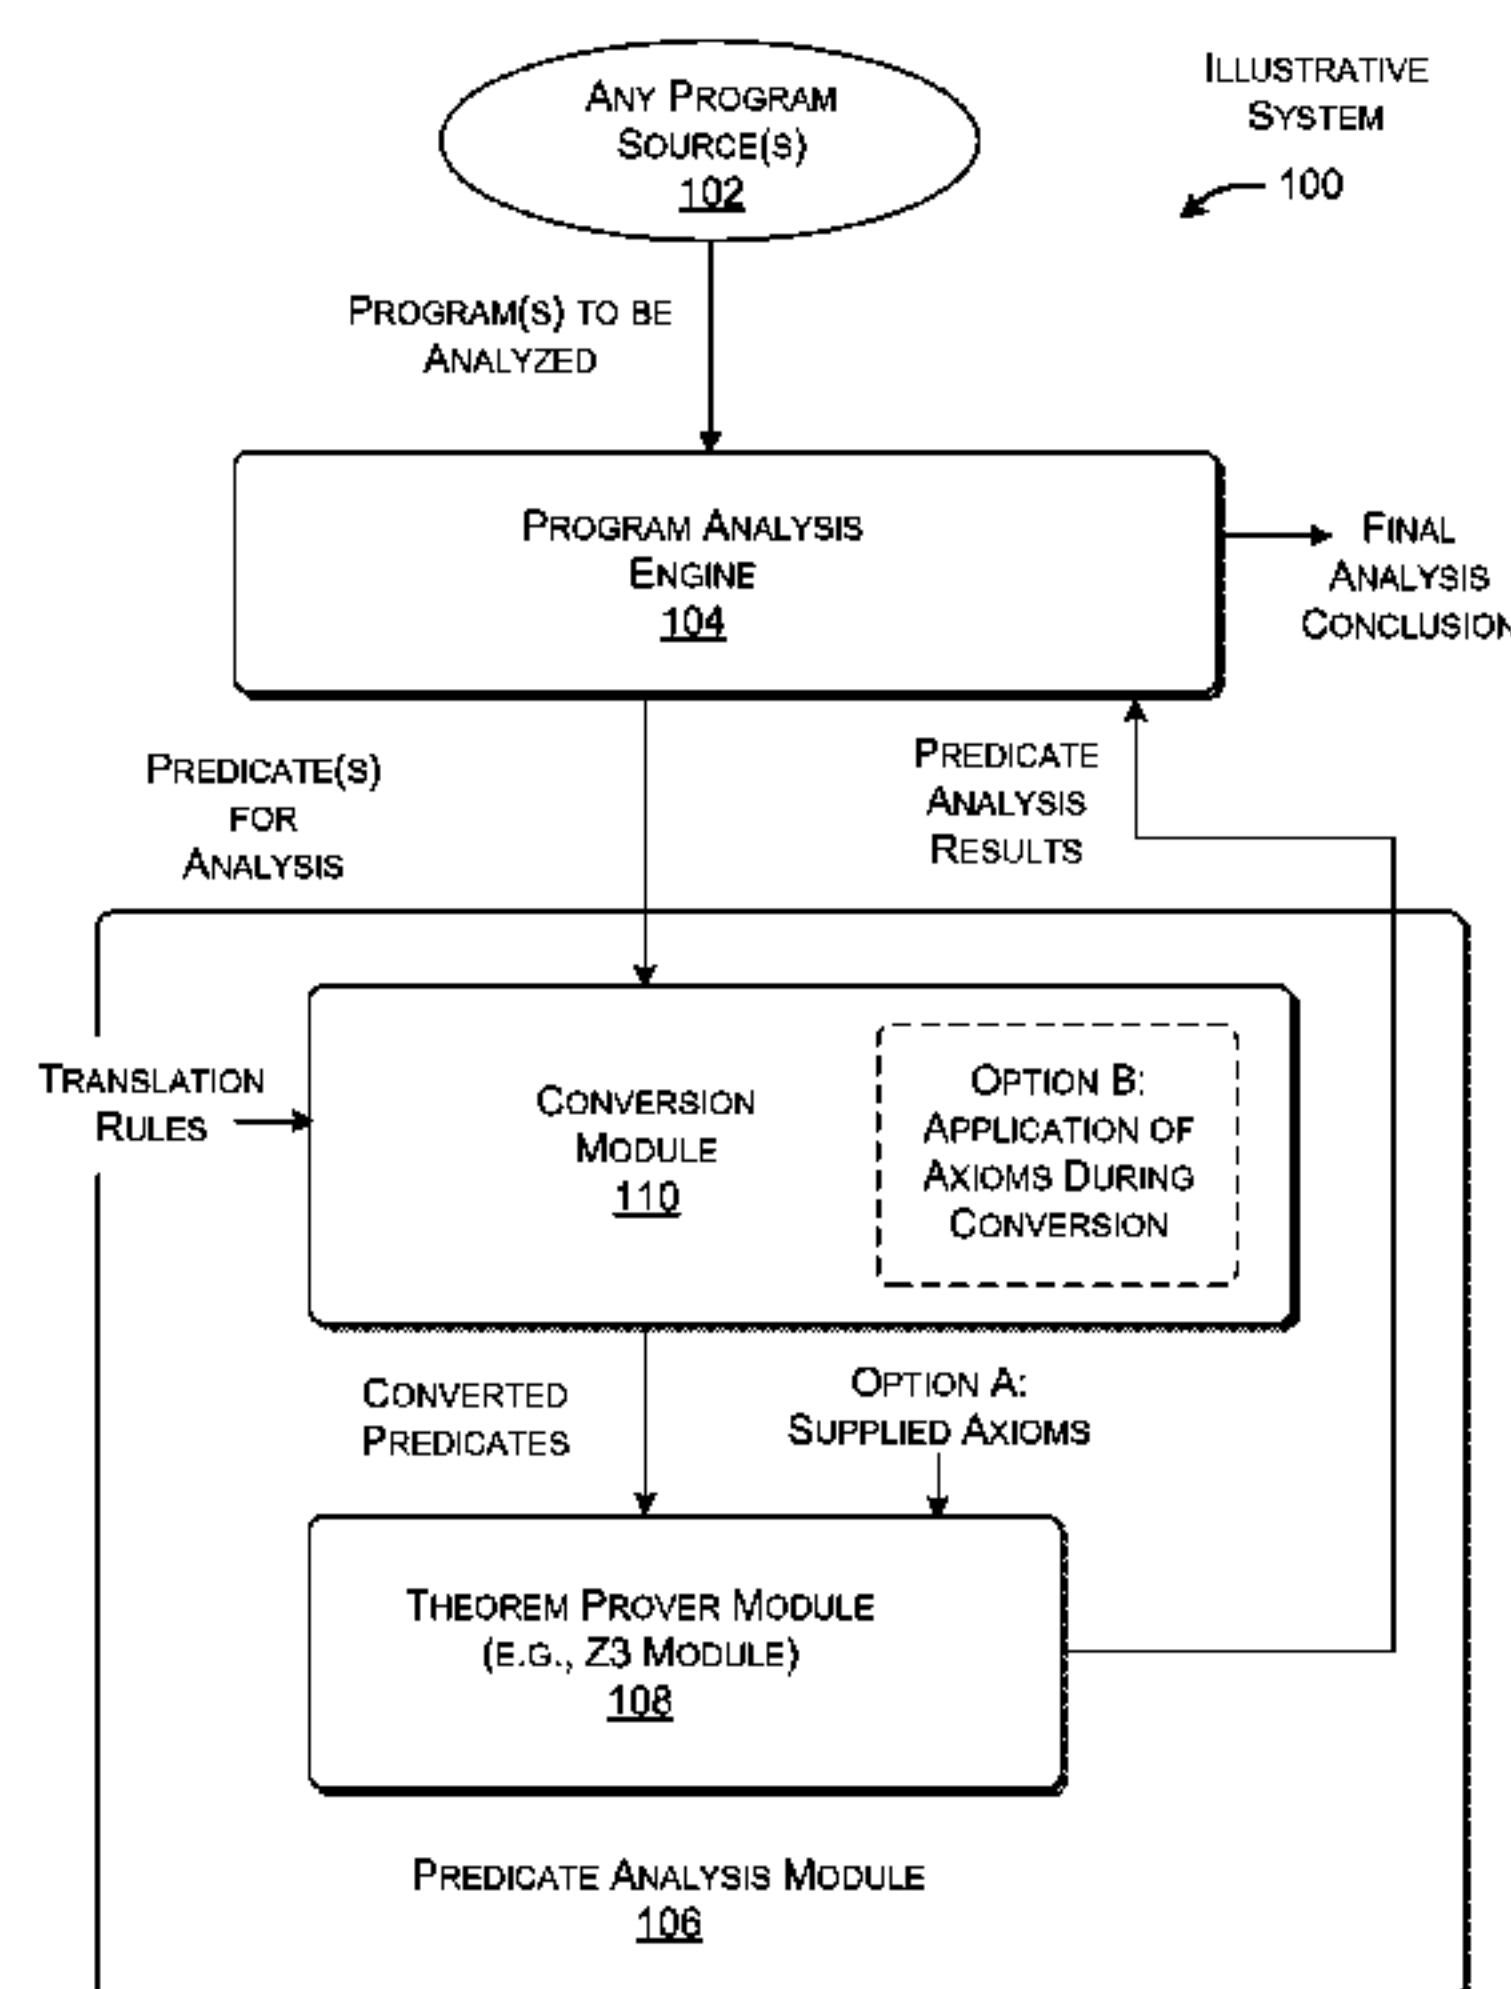 ILLUSTRATIVE
SYSTEM
100
ANY PROGRAM
SOURCE(S)
102
PROGRAM(S) TO BE
ANALYZED
PROGRAM ANALYSIS
ENGINE
104
FINAL
ANALYSIS
CONCLUSION
PREDICATE(S)
FOR
ANALYSIS
PREDICATE
ANALYSIS
RESULTS
TRANSLATION
RULES
CONVERSION
MODULE
110
OPTION B:
APPLICATION OF
AXIOMS DURING
CONVERSION
CONVERTED
PREDICATES
OPTION A:
SUPPLIED AXIOMS
THEOREM PROVER MODULE
(E.G., Z3 MODULE)
108
PREDICATE ANALYSIS MODULE
106